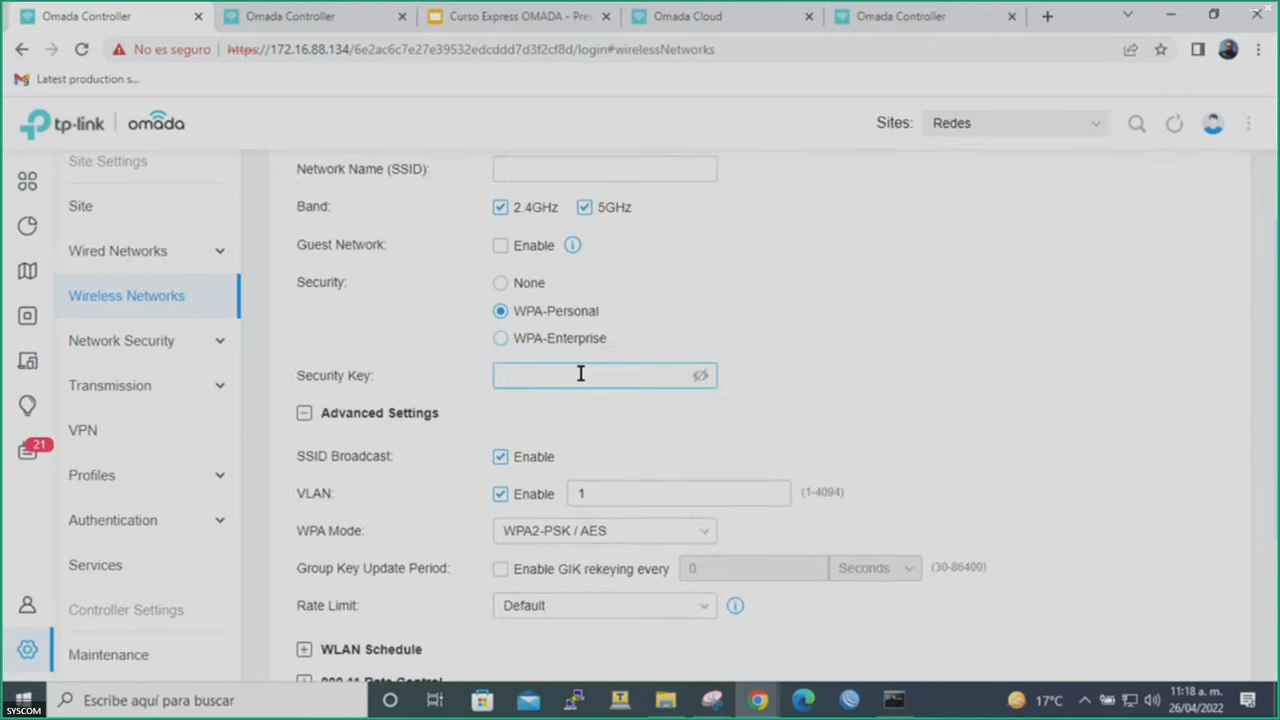 Omada Controller
Omada Controller
Curso Express OMADA - Pres
Omada Cloud
Omada Controller
No es seguro
https://172.16.88.134/6e2ac6c7e27e39532edcddd7d3f2cf8d/login#wirelessNetworks
Latest production s...
tp-link | omada
Sites: Redes
Site Settings
Site
Wired Networks
Wireless Networks
Network Security
Transmission
VPN
Profiles
Authentication
Services
Controller Settings
Maintenance
21
Network Name (SSID):
Band: 2.4GHz 5GHz
Guest Network: Enable
Security: None
WPA-Personal
WPA-Enterprise
Security Key:
Advanced Settings
SSID Broadcast: Enable
VLAN: Enable 1 (1-4094)
WPA Mode: WPA2-PSK / AES
Group Key Update Period: Enable GIK rekeying every 0 Seconds (30-86400)
Rate Limit: Default
WLAN Schedule
802.11 Rate Control
SYSCOM
Escribe aquí para buscar
17°C
11:18 a. m.
26/04/2022